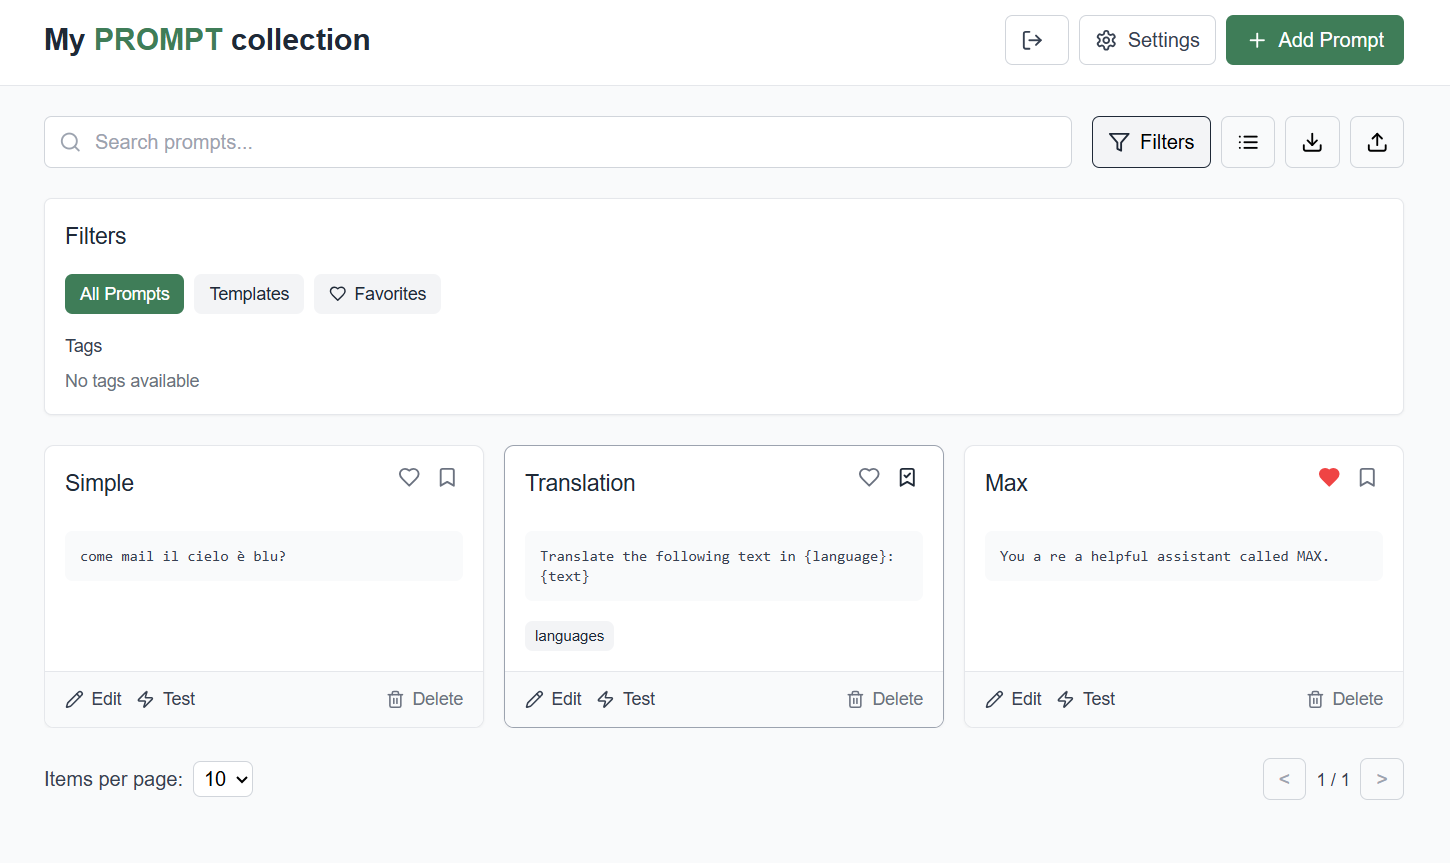 My PROMPT collection
Settings
Add Prompt
Search prompts...
Filters
Filters
All Prompts
Templates
Favorites
Tags
No tags available
Simple
come mail il cielo è blu?
Edit
Test
Delete
Translation
Translate the following text in {language}:
{text}
languages
Edit
Test
Delete
Max
You a re a helpful assistant called MAX.
Edit
Test
Delete
Items per page: 10
< 1 / 1 >